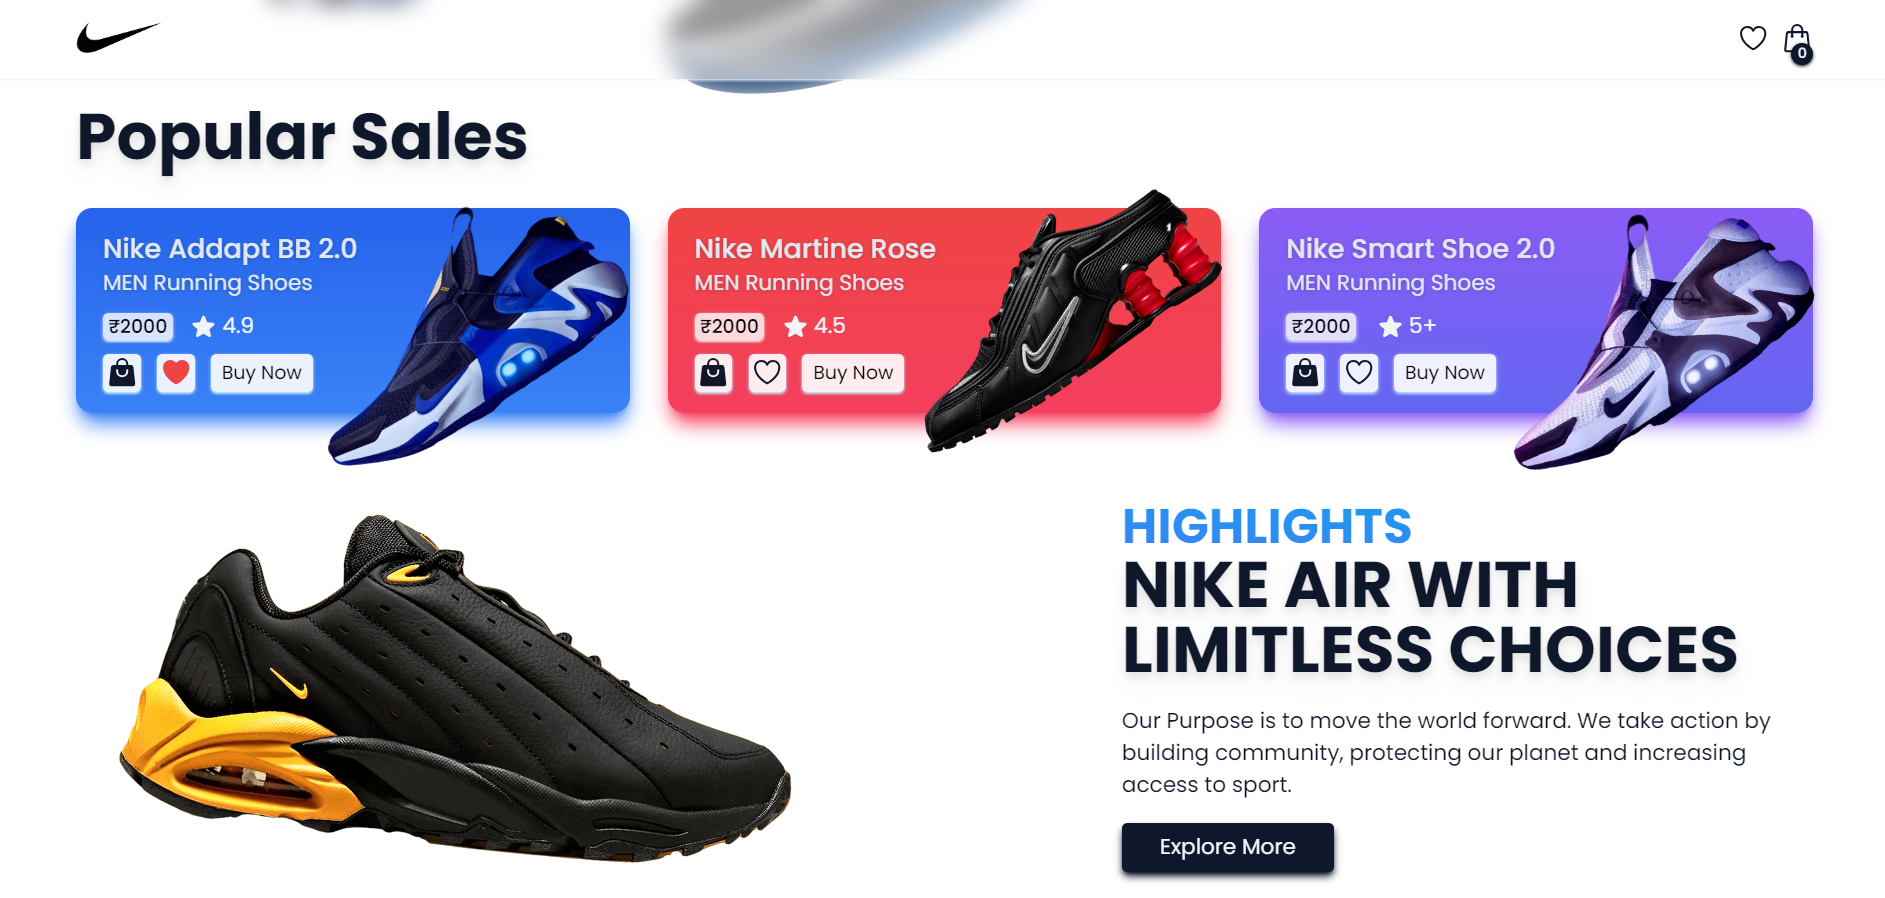 0
Popular Sales
Nike Addapt BB 2.0
MEN Running Shoes
₹2000 4.9
Buy Now
Nike Martine Rose
MEN Running Shoes
₹2000 4.5
Buy Now
Nike Smart Shoe 2.0
MEN Running Shoes
₹2000 5+
Buy Now
HIGHLIGHTS
NIKE AIR WITH
LIMITLESS CHOICES
Our Purpose is to move the world forward. We take action by
building community, protecting our planet and increasing
access to sport.
Explore More